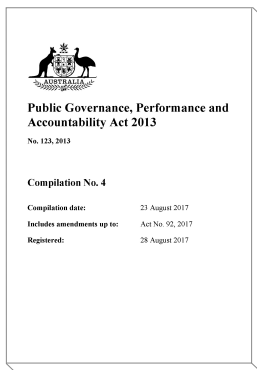 AUSTRALIA
Public Governance, Performance and
Accountability Act 2013
No. 123, 2013
Compilation No. 4
Compilation date: 23 August 2017
Includes amendments up to: Act No. 92, 2017
Registered: 28 August 2017